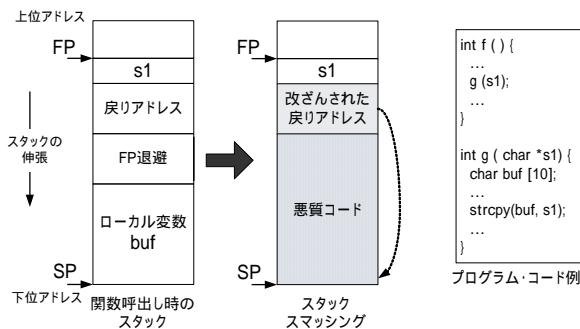 上位アドレス
FP
s1
戻りアドレス
スタックの
伸張
FP退避
ローカル変数
buf
SP
下位アドレス
関数呼出し時の
スタック
FP
s1
改ざんされた
戻りアドレス
悪質コード
SP
スタック
スマッシング
int f ( ) {
…
g (s1);
…
}
int g ( char *s1) {
char buf [10];
…
strcpy(buf, s1);
…
}
プログラム・コード例